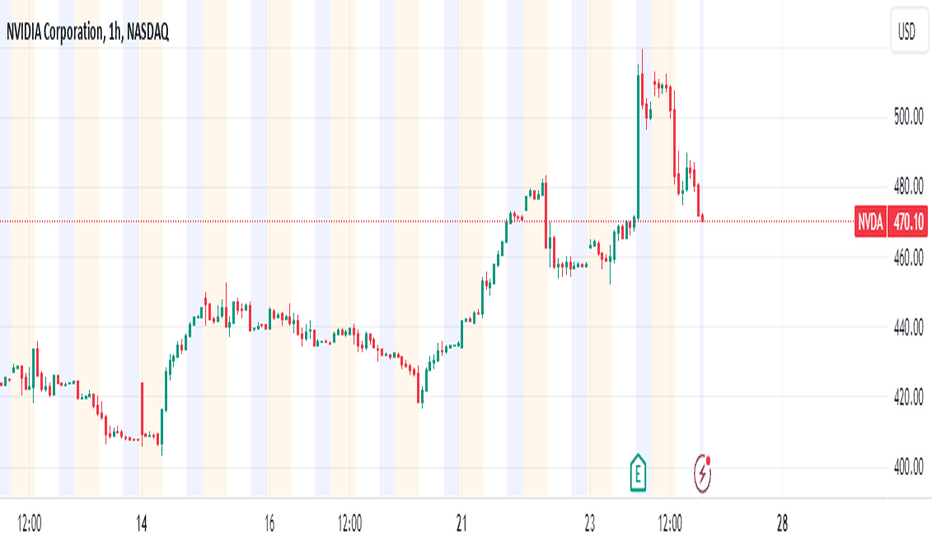 NVIDIA Corporation, 1h, NASDAQ
USD
500.00
480.00
NVDA 470.10
460.00
440.00
420.00
400.00
E
12:00 14 16 12:00 21 23 12:00 28